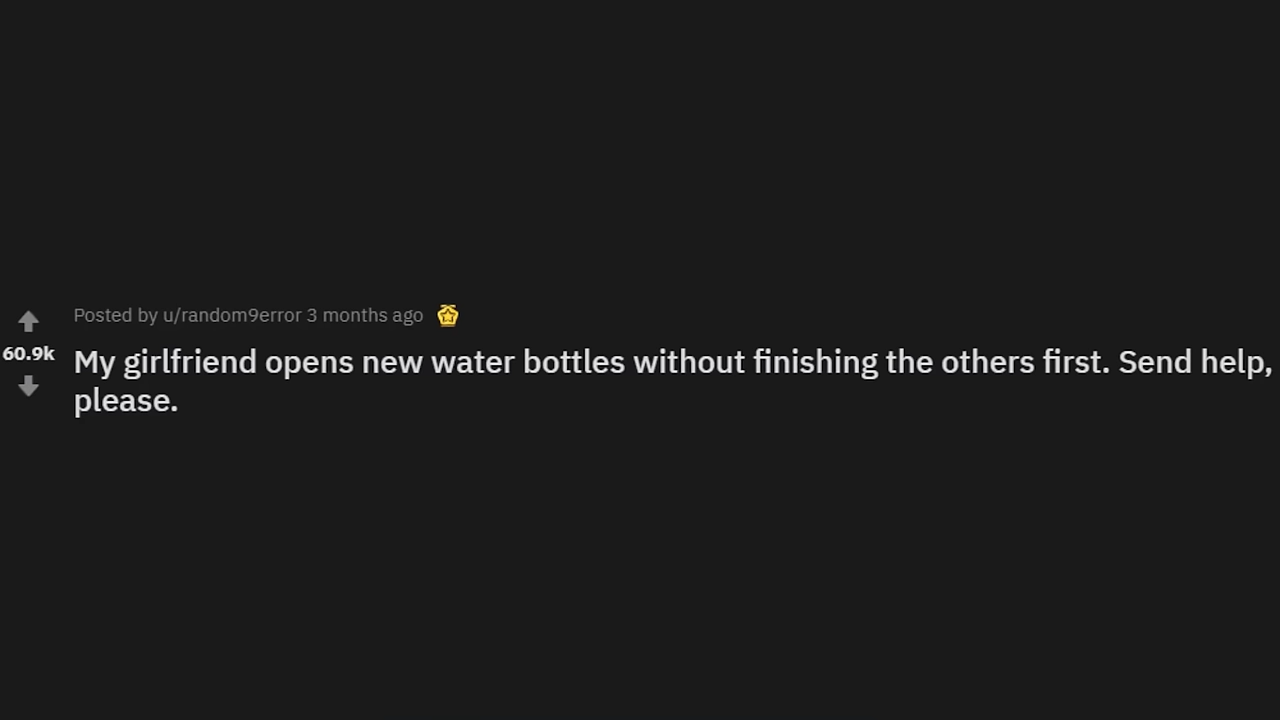 Posted by u/random9error 3 months ago
60.9k
My girlfriend opens new water bottles without finishing the others first. Send help,
please.